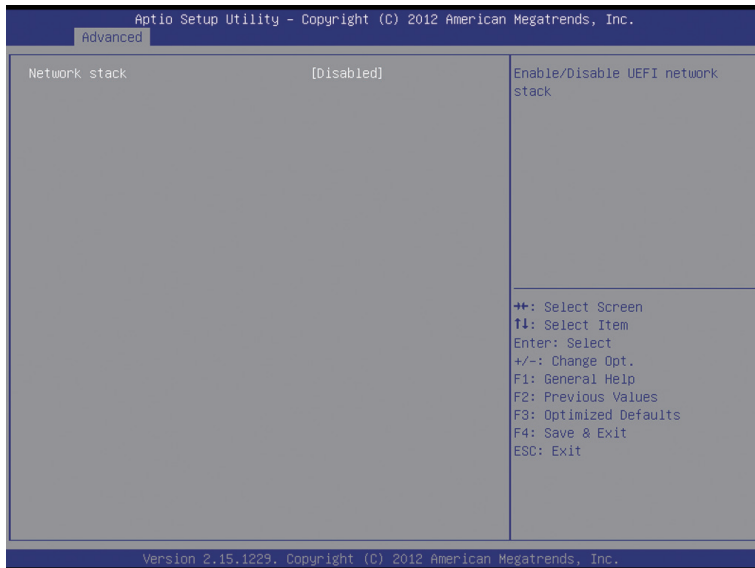 Aptio Setup Utility – Copyright (C) 2012 American Megatrends, Inc.
Advanced
Network stack [Disabled]
Enable/Disable UEFI network
stack
→←: Select Screen
↑↓: Select Item
Enter: Select
+/-: Change Opt.
F1: General Help
F2: Previous Values
F3: Optimized Defaults
F4: Save & Exit
ESC: Exit
Version 2.15.1229. Copyright (C) 2012 American Megatrends, Inc.